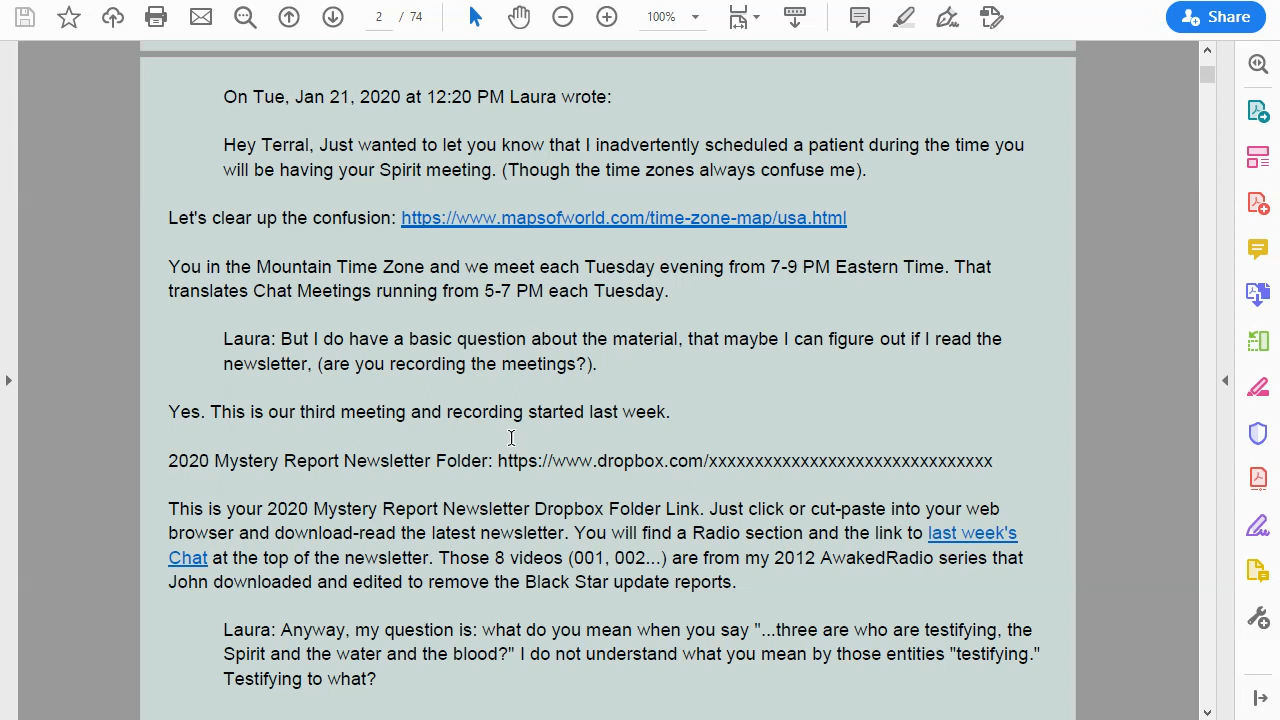 2 / 74
100%
Share
On Tue, Jan 21, 2020 at 12:20 PM Laura wrote:
Hey Terral, Just wanted to let you know that I inadvertently scheduled a patient during the time you
will be having your Spirit meeting. (Though the time zones always confuse me).
Let's clear up the confusion: https://www.mapsofworld.com/time-zone-map/usa.html
You in the Mountain Time Zone and we meet each Tuesday evening from 7-9 PM Eastern Time. That
translates Chat Meetings running from 5-7 PM each Tuesday.
Laura: But I do have a basic question about the material, that maybe I can figure out if I read the
newsletter, (are you recording the meetings?).
Yes. This is our third meeting and recording started last week.
2020 Mystery Report Newsletter Folder: https://www.dropbox.com/xxxxxxxxxxxxxxxxxxxxxxxxxxxxxxx
This is your 2020 Mystery Report Newsletter Dropbox Folder Link. Just click or cut-paste into your web
browser and download-read the latest newsletter. You will find a Radio section and the link to last week's
Chat at the top of the newsletter. Those 8 videos (001, 002...) are from my 2012 AwakedRadio series that
John downloaded and edited to remove the Black Star update reports.
Laura: Anyway, my question is: what do you mean when you say "...three are who are testifying, the
Spirit and the water and the blood?" I do not understand what you mean by those entities "testifying."
Testifying to what?